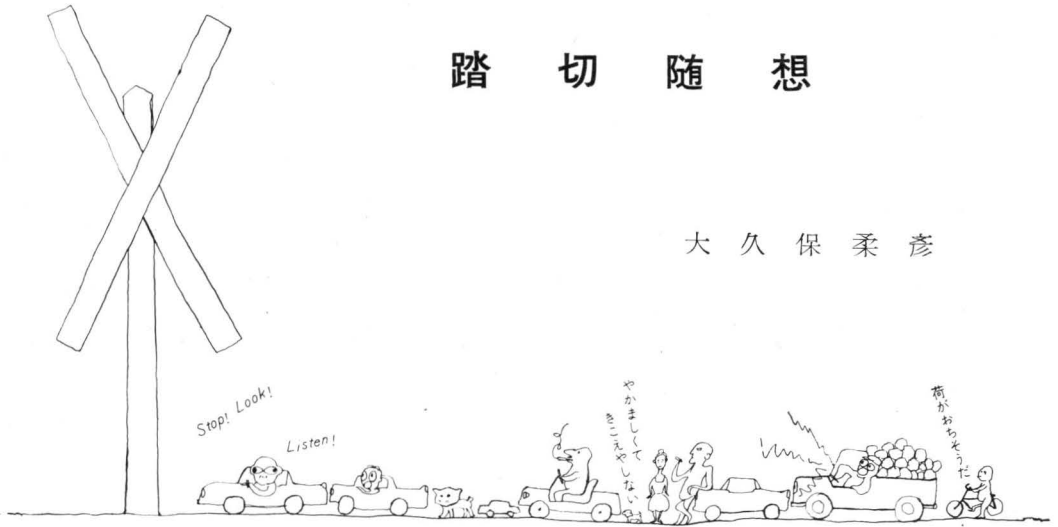 踏切随想
大久保柔彦
Stop! Look!
Listen!
やかましくて
きこえやしない
荷がおちそうだ